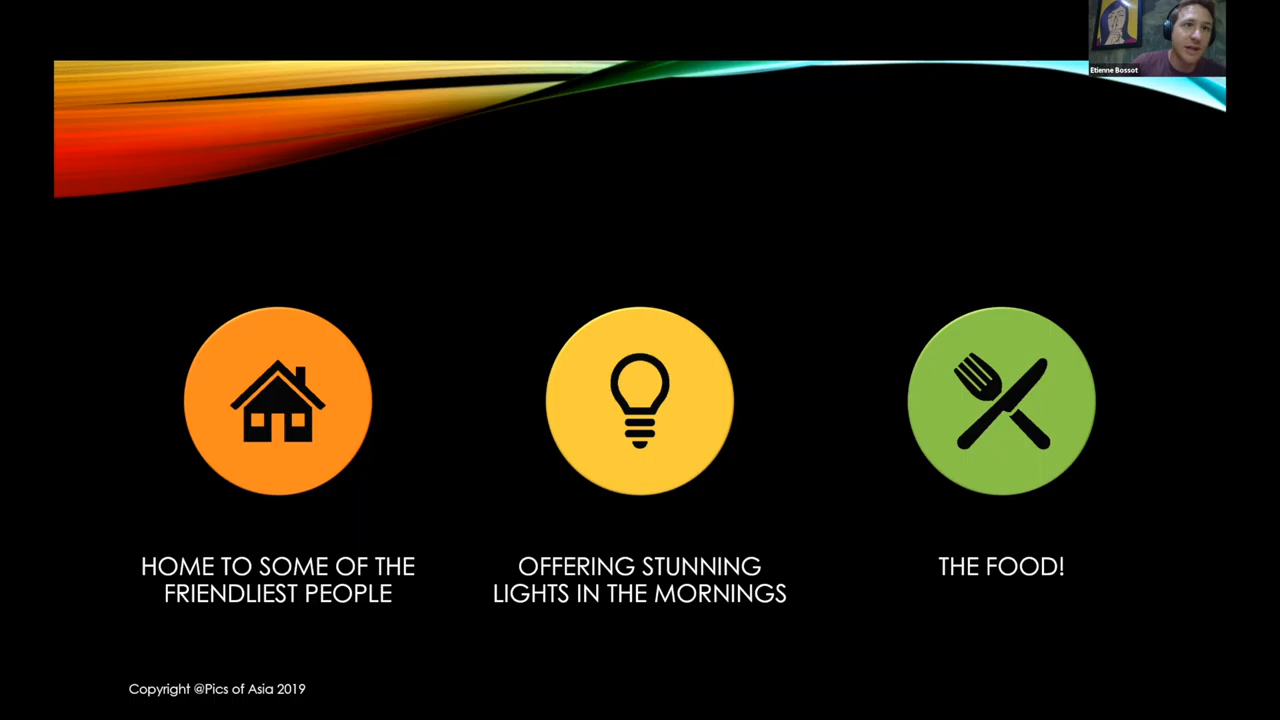 Etienne Bossot
HOME TO SOME OF THE
FRIENDLIEST PEOPLE
OFFERING STUNNING
LIGHTS IN THE MORNINGS
THE FOOD!
Copyright @Pics of Asia 2019